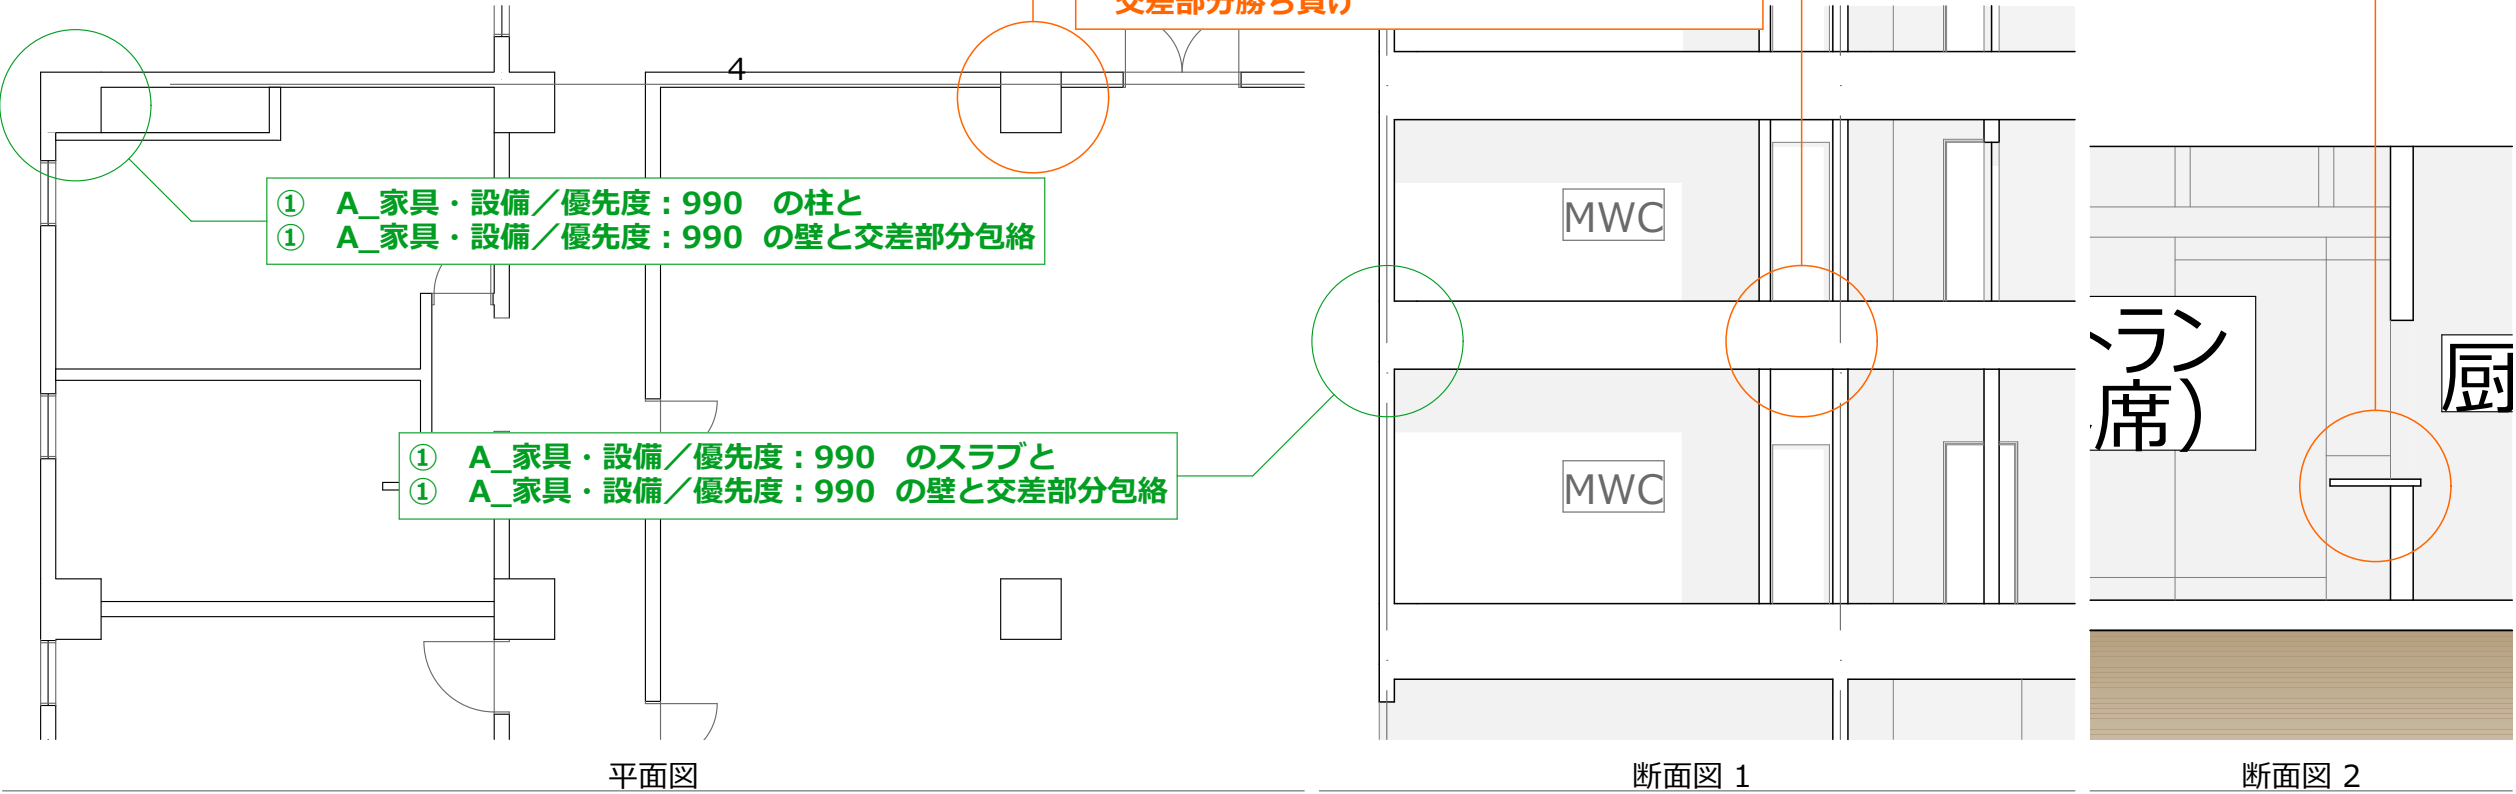 交差部分勝ち負け
4
① A_家具・設備／優先度：990 の柱と
① A_家具・設備／優先度：990 の壁と交差部分包絡
MWC
トラン
席）
厨
① A_家具・設備／優先度：990 のスラブと
① A_家具・設備／優先度：990 の壁と交差部分包絡
MWC
平面図
断面図 1
断面図 2